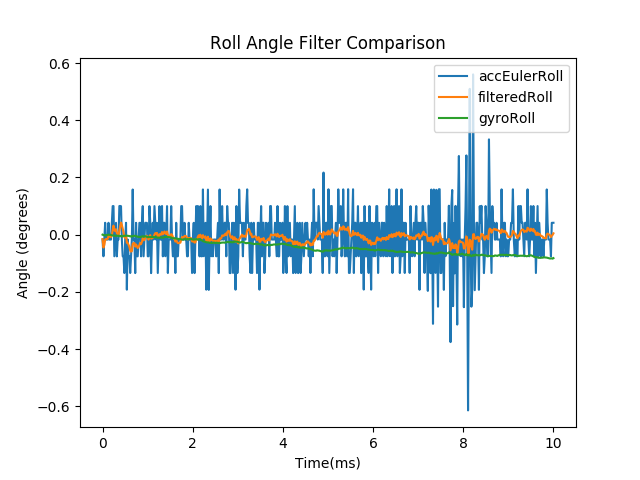 Roll Angle Filter Comparison
accEulerRoll
filteredRoll
gyroRoll
0.6
0.4
0.2
0.0
−0.2
−0.4
−0.6
Angle (degrees)
0 2 4 6 8 10
Time(ms)